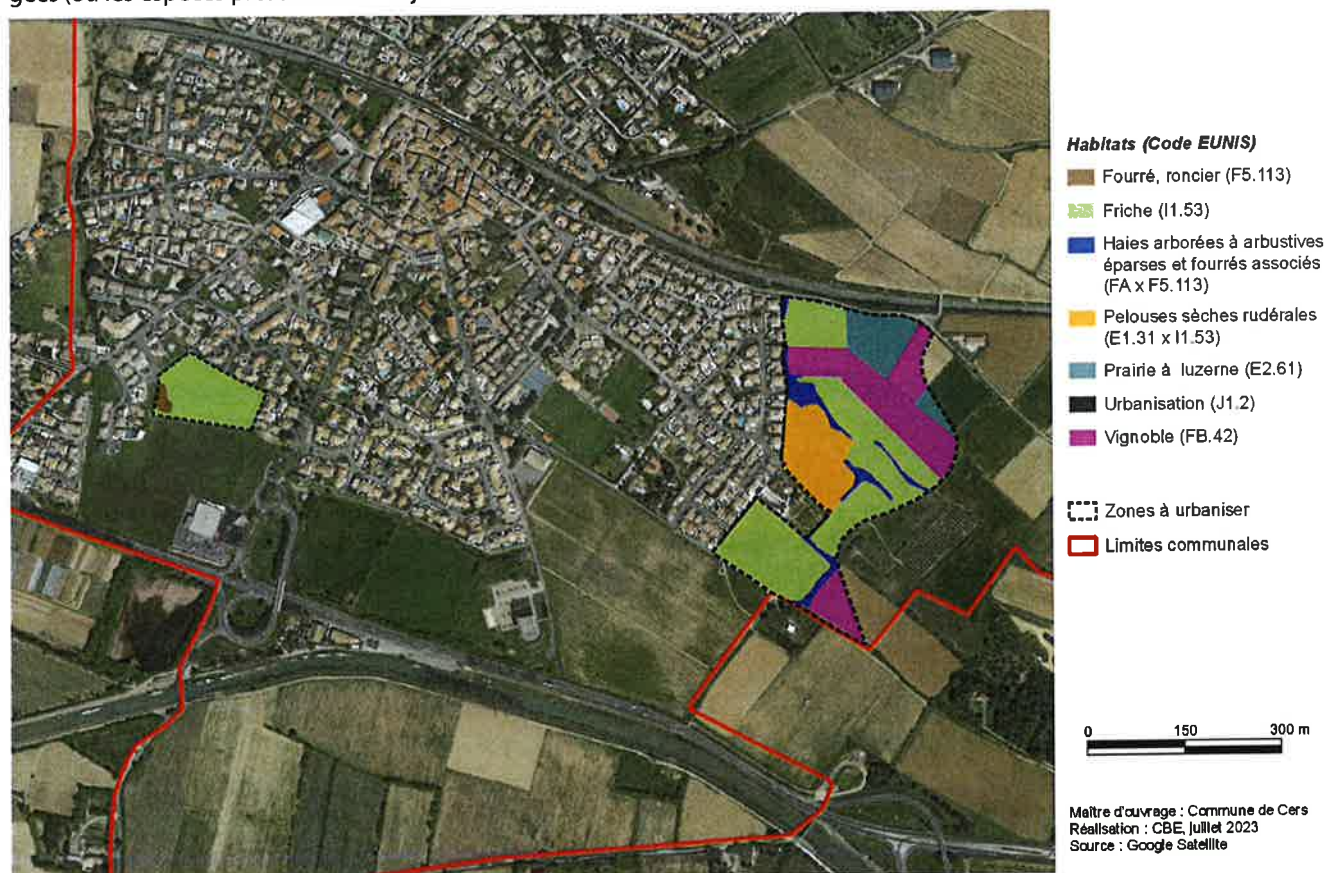 Habitats (Code EUNIS)
Fourré, roncier (F5.113)
Friche (I1.53)
Haies arborées à arbustives
éparses et fourrés associés
(FA x F5.113)
Pelouses sèches rudérales
(E1.31 x I1.53)
Prairie à luzerne (E2.61)
Urbanisation (J1.2)
Vignoble (FB.42)
Zones à urbaniser
Limites communales
0 150 300 m
Maître d'ouvrage : Commune de Cers
Réalisation : CBE, juillet 2023
Source : Google Satellite